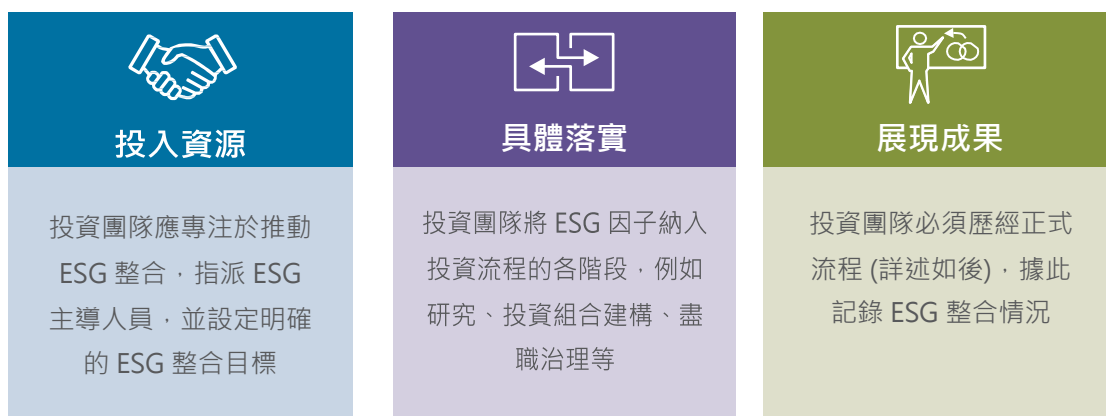 投入資源
投資團隊應專注於推動
ESG 整合，指派 ESG
主導人員，並設定明確
的 ESG 整合目標
具體落實
投資團隊將 ESG 因子納入
投資流程的各階段，例如
研究、投資組合建構、盡
職治理等
展現成果
投資團隊必須歷經正式
流程 (詳述如後)，據此
記錄 ESG 整合情況